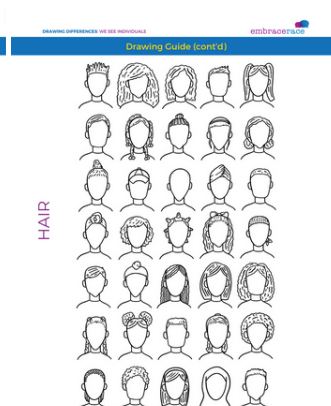 DRAWING DIFFERENCES: WE SEE INDIVIDUALS
embracerace
Drawing Guide (cont'd)
HAIR